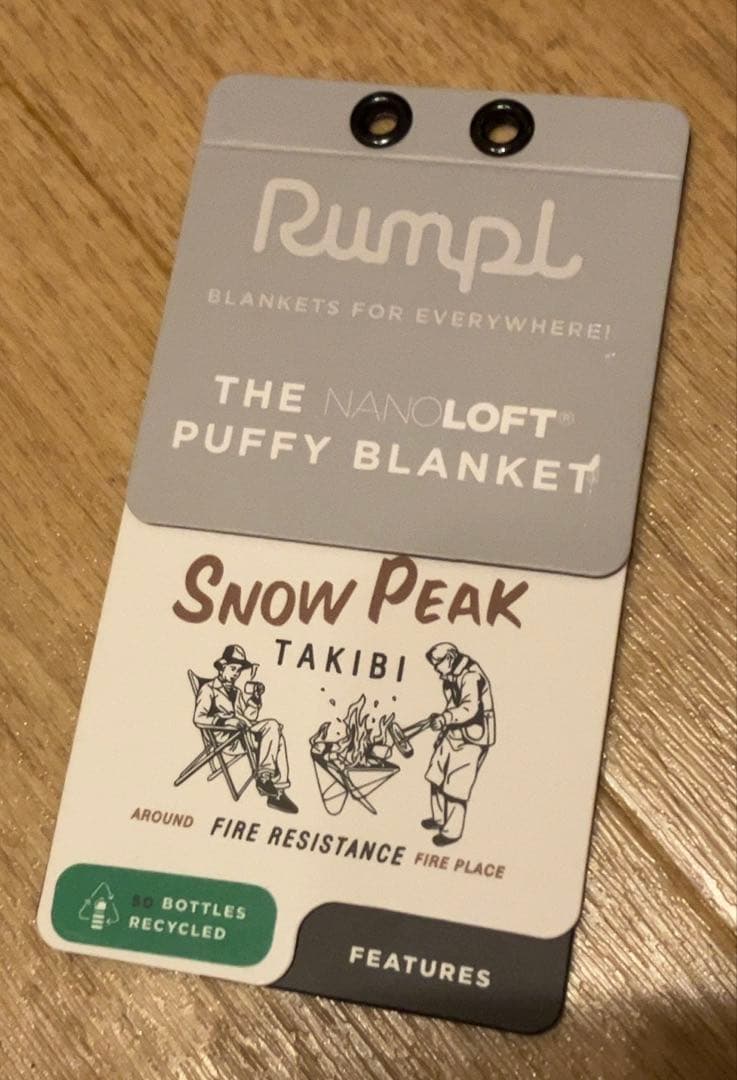 Rumpl
BLANKETS FOR EVERYWHERE!
THE NANOLOFT®
PUFFY BLANKET
SNOW PEAK
TAKIBI
AROUND FIRE RESISTANCE FIRE PLACE
BOTTLES
RECYCLED
FEATURES